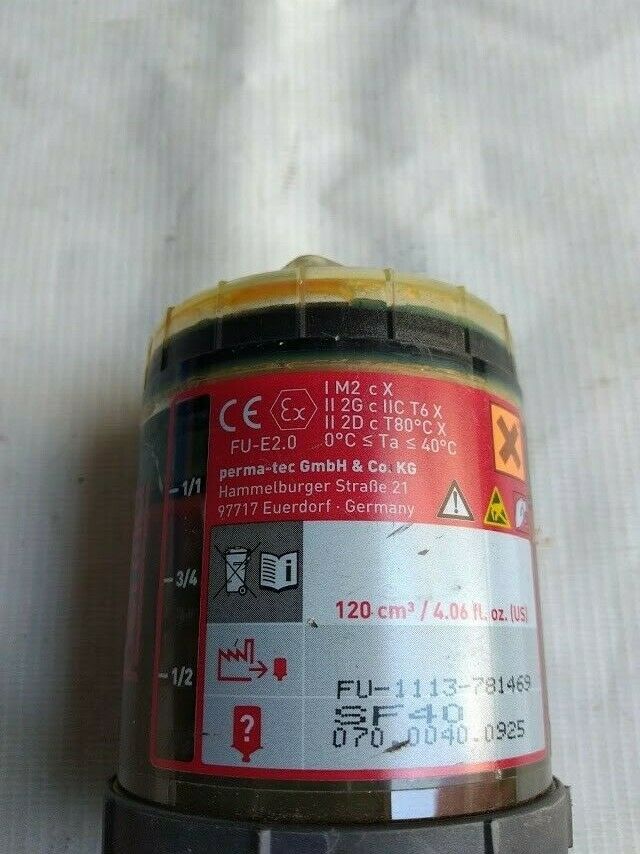 I M2 c X
CE Ex II 2G c IIC T6 X
II 2D c T80°C X
FU-E2.0 0°C ≤ Ta ≤ 40°C
perma-tec GmbH & Co. KG
Hammelburger Straße 21
97717 Euerdorf · Germany
1/1
3/4
1/2
i
120 cm³ / 4.06 fl. oz. (US)
?
FU-1113-781469
SF40
070.0040.0925